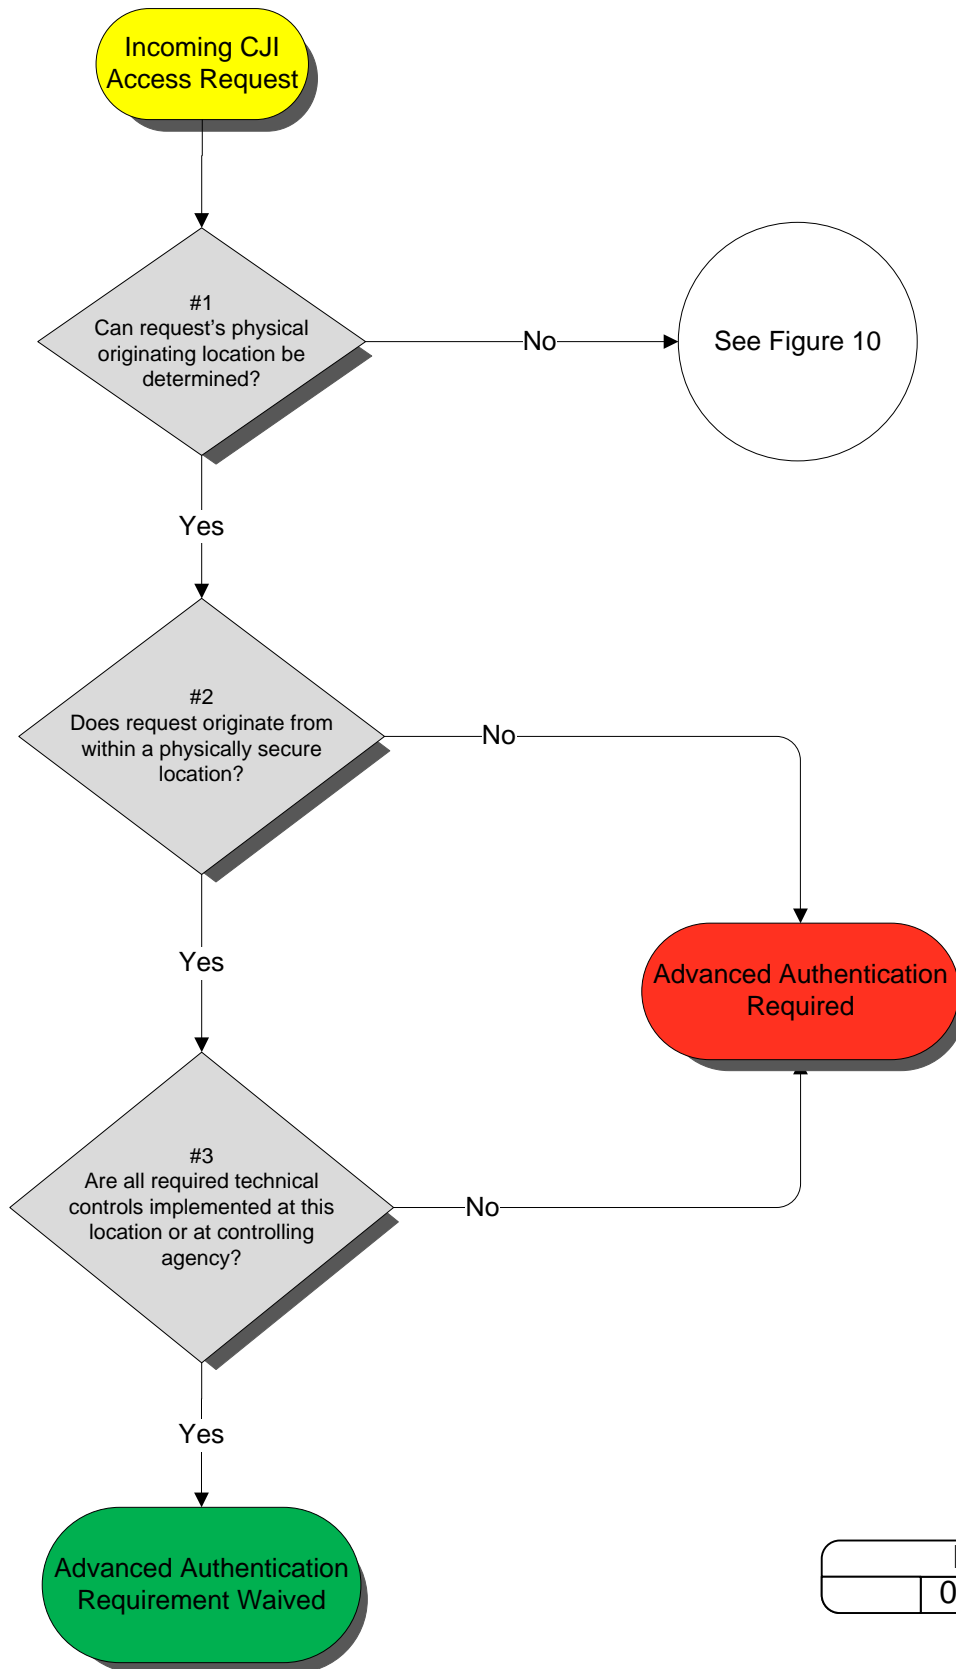 Incoming CJI
Access Request
#1
Can request’s physical
originating location be
determined?
No
See Figure 10
Yes
#2
Does request originate from
within a physically secure
location?
No
Yes
Advanced Authentication
Required
#3
Are all required technical
controls implemented at this
location or at controlling
agency?
No
Yes
Advanced Authentication
Requirement Waived
0